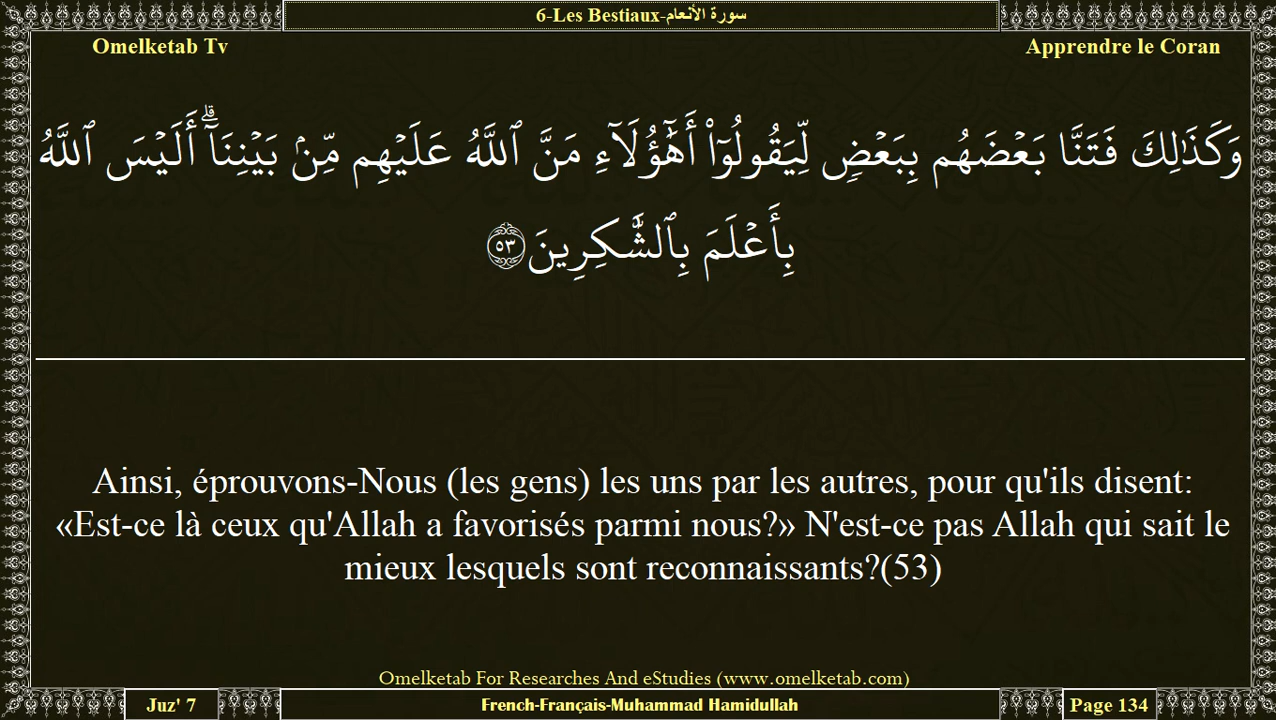 6-Les Bestiaux-سورة الأنعام
Omelketab Tv
Apprendre le Coran
وَكَذَٰلِكَ فَتَنَّا بَعْضَهُم بِبَعْضٍ لِّيَقُولُوٓا۟ أَهَٰٓؤُلَآءِ مَنَّ ٱللَّهُ عَلَيْهِم مِّنۢ بَيْنِنَآ ۗ أَلَيْسَ ٱللَّهُ
بِأَعْلَمَ بِٱلشَّٰكِرِينَ ٥٣
Ainsi, éprouvons-Nous (les gens) les uns par les autres, pour qu'ils disent:
«Est-ce là ceux qu'Allah a favorisés parmi nous?» N'est-ce pas Allah qui sait le
mieux lesquels sont reconnaissants?(53)
Omelketab For Researches And eStudies (www.omelketab.com)
Juz' 7
French-Français-Muhammad Hamidullah
Page 134